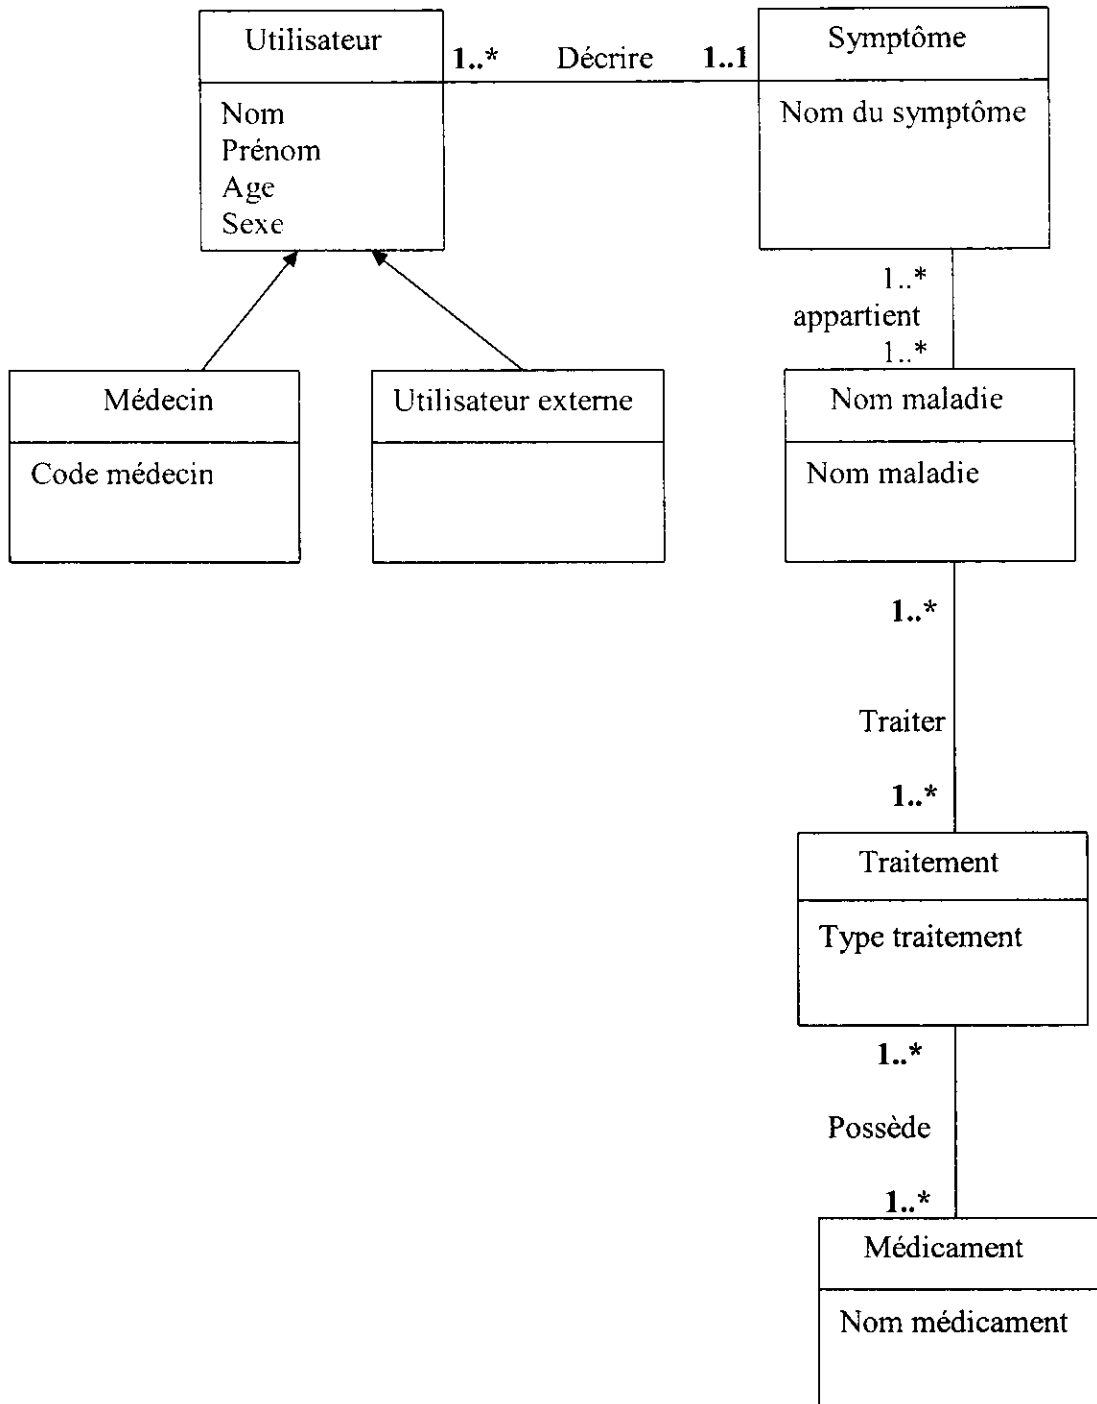 Utilisateur
1..* Décrire 1..1
Symptôme
Nom
Prénom
Age
Sexe
Nom du symptôme
1..*
appartient
1..*
Médecin
Code médecin
Utilisateur externe
Nom maladie
Nom maladie
1..*
Traiter
1..*
Traitement
Type traitement
1..*
Possède
1..*
Médicament
Nom médicament